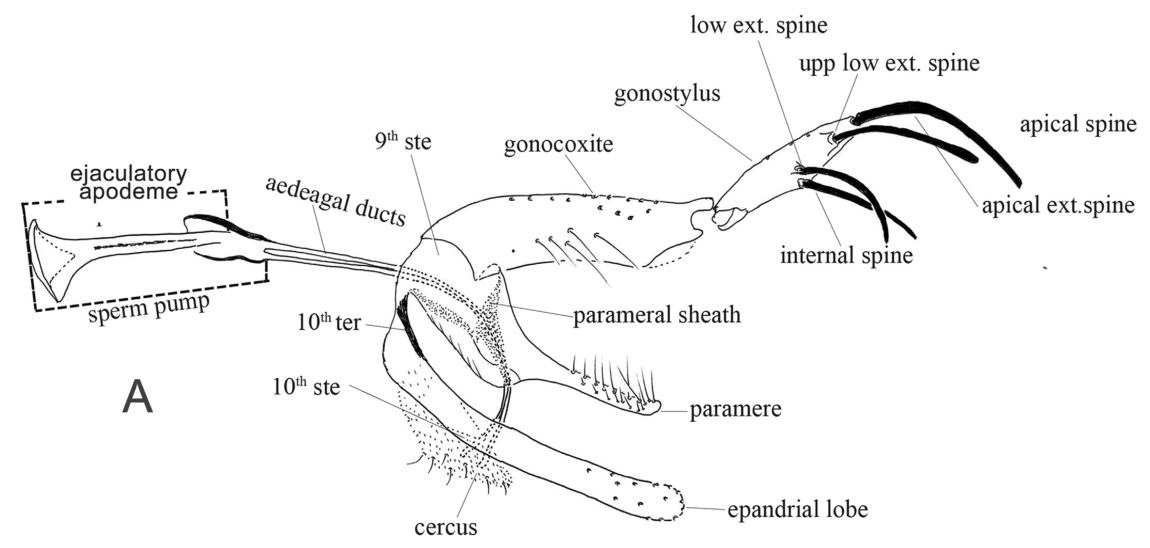 low ext. spine
upp low ext. spine
gonostylus
apical spine
9th ste
gonocoxite
ejaculatory
apodeme
aedeagal ducts
apical ext.spine
internal spine
sperm pump
10th ter
parameral sheath
10th ste
A
paramere
epandrial lobe
cercus